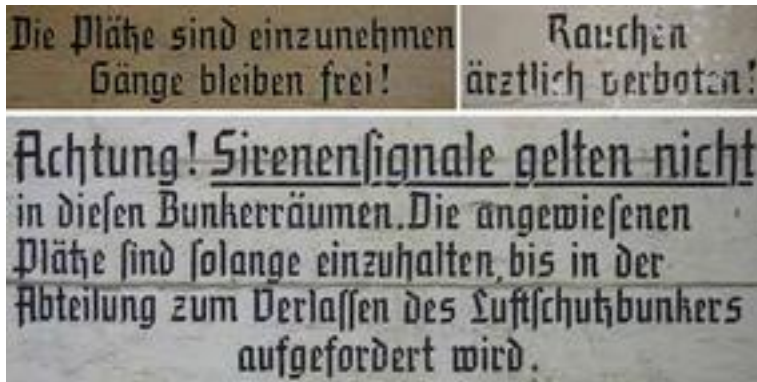 Die Plätze sind einzunehmen
Gänge bleiben frei!
Rauchen
ärztlich verboten!
Achtung! Sirenenſignale gelten nicht
in dieſen Bunkerräumen. Die angewieſenen
Plätze ſind ſolange einzuhalten, bis in der
Abteilung zum Verlaſſen des Luftſchutzbunkers
aufgefordert wird.